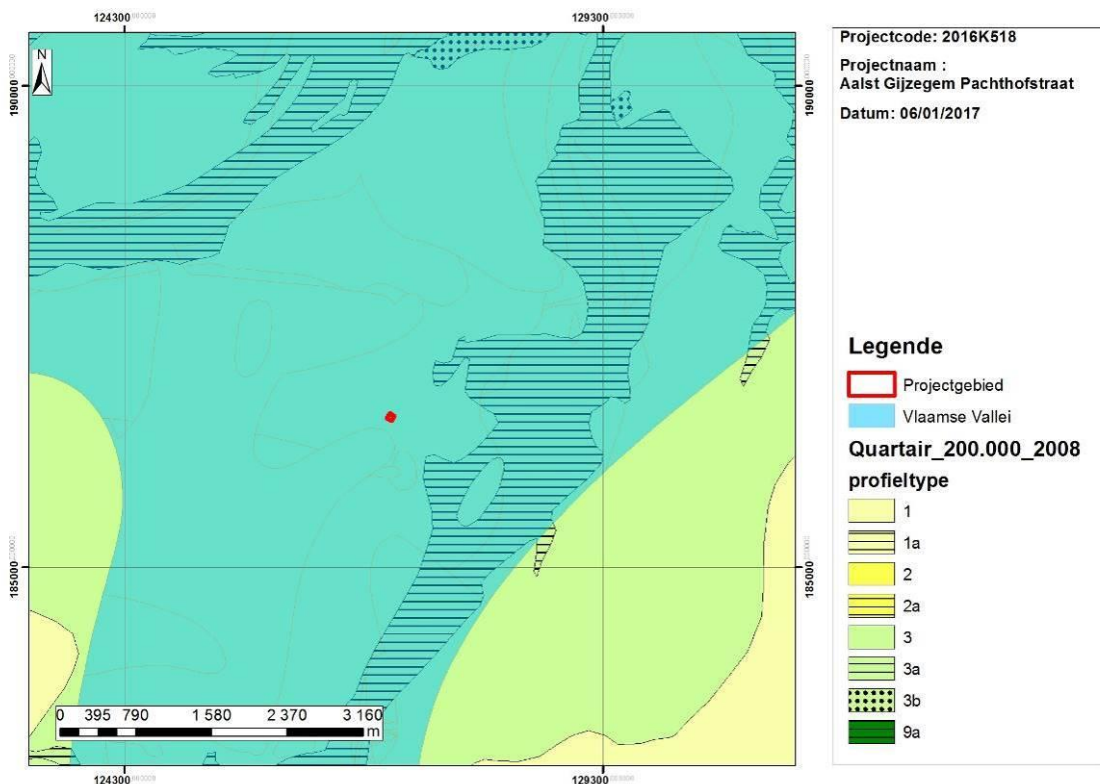 124300
129300
N
190000
190000
185000
185000
0 395 790 1 580 2 370 3 160
m
124300
129300
Projectcode: 2016K518
Projectnaam :
Aalst Gijzegem Pachthofstraat
Datum: 06/01/2017
Legende
Projectgebied
Vlaamse Vallei
Quartair_200.000_2008
profieltype
1
1a
2
2a
3
3a
3b
9a